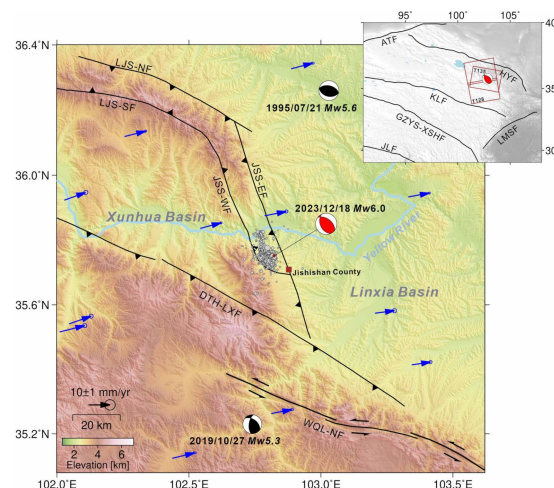 36.4°N
36.0°N
35.6°N
35.2°N
102.0°E
102.5°E
103.0°E
103.5°E
LJS-NF
LJS-SF
JSS-EF
JSS-WF
1995/07/21 Mw5.6
2023/12/18 Mw6.0
Xunhua Basin
Yellow River
Jishishan County
Linxia Basin
DTH-LXF
WQL-NF
2019/10/27 Mw5.3
10±1 mm/yr
20 km
2 4 6
Elevation [km]
95° 100° 105°
40°
35°
30°
ATF
HYF
T135
T128
KLF
GZYS-XSHF
LMSF
JLF